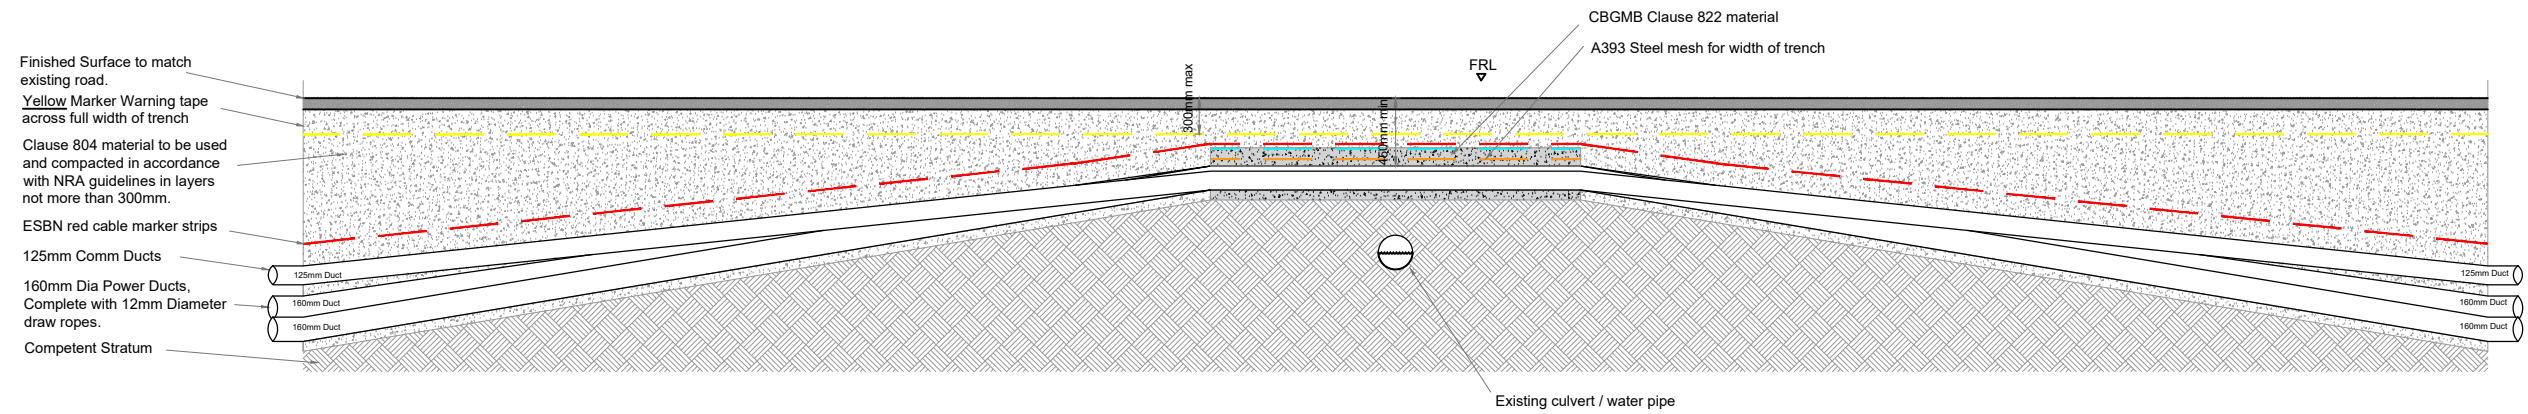 CBGMB Clause 822 material
A393 Steel mesh for width of trench
FRL
Finished Surface to match
existing road.
Yellow Marker Warning tape
across full width of trench
Clause 804 material to be used
and compacted in accordance
with NRA guidelines in layers
not more than 300mm.
ESBN red cable marker strips
125mm Comm Ducts
160mm Dia Power Ducts,
Complete with 12mm Diameter
draw ropes.
Competent Stratum
300mm max
460mm min
125mm Duct
160mm Duct
160mm Duct
125mm Duct
160mm Duct
160mm Duct
Existing culvert / water pipe